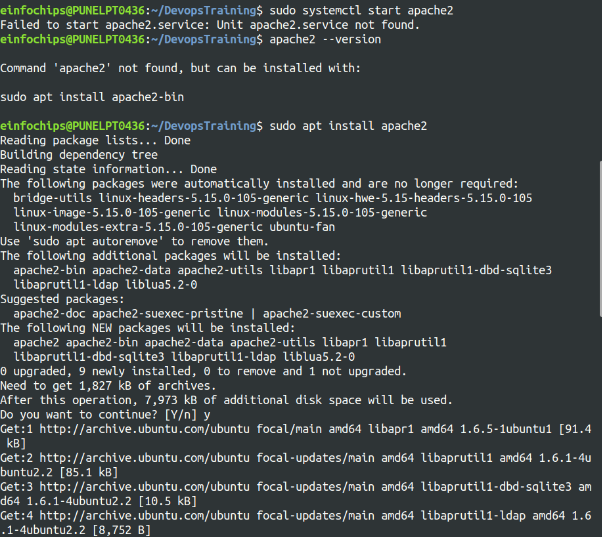 einfochips@PUNELPT0436:~/DevopsTraining$ sudo systemctl start apache2
Failed to start apache2.service: Unit apache2.service not found.
einfochips@PUNELPT0436:~/DevopsTraining$ apache2 --version
Command 'apache2' not found, but can be installed with:
sudo apt install apache2-bin
einfochips@PUNELPT0436:~/DevopsTraining$ sudo apt install apache2
Reading package lists... Done
Building dependency tree
Reading state information... Done
The following packages were automatically installed and are no longer required:
  bridge-utils linux-headers-5.15.0-105-generic linux-hwe-5.15-headers-5.15.0-105
  linux-image-5.15.0-105-generic linux-modules-5.15.0-105-generic
  linux-modules-extra-5.15.0-105-generic ubuntu-fan
Use 'sudo apt autoremove' to remove them.
The following additional packages will be installed:
  apache2-bin apache2-data apache2-utils libapr1 libaprutil1 libaprutil1-dbd-sqlite3
  libaprutil1-ldap liblua5.2-0
Suggested packages:
  apache2-doc apache2-suexec-pristine | apache2-suexec-custom
The following NEW packages will be installed:
  apache2 apache2-bin apache2-data apache2-utils libapr1 libaprutil1
  libaprutil1-dbd-sqlite3 libaprutil1-ldap liblua5.2-0
0 upgraded, 9 newly installed, 0 to remove and 1 not upgraded.
Need to get 1,827 kB of archives.
After this operation, 7,973 kB of additional disk space will be used.
Do you want to continue? [Y/n] y
Get:1 http://archive.ubuntu.com/ubuntu focal/main amd64 libapr1 amd64 1.6.5-1ubuntu1 [91.4
 kB]
Get:2 http://archive.ubuntu.com/ubuntu focal-updates/main amd64 libaprutil1 amd64 1.6.1-4u
buntu2.2 [85.1 kB]
Get:3 http://archive.ubuntu.com/ubuntu focal-updates/main amd64 libaprutil1-dbd-sqlite3 am
d64 1.6.1-4ubuntu2.2 [10.5 kB]
Get:4 http://archive.ubuntu.com/ubuntu focal-updates/main amd64 libaprutil1-ldap amd64 1.6
.1-4ubuntu2.2 [8,752 B]